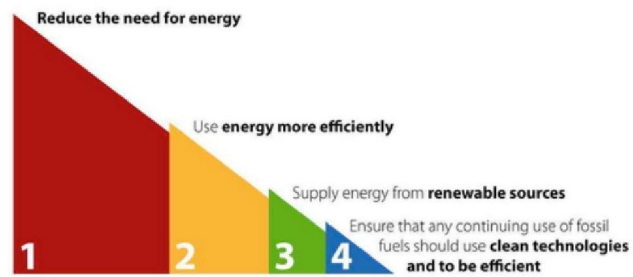 Reduce the need for energy
Use energy more efficiently
Supply energy from renewable sources
Ensure that any continuing use of fossil
fuels should use clean technologies
and to be efficient
1 2 3 4